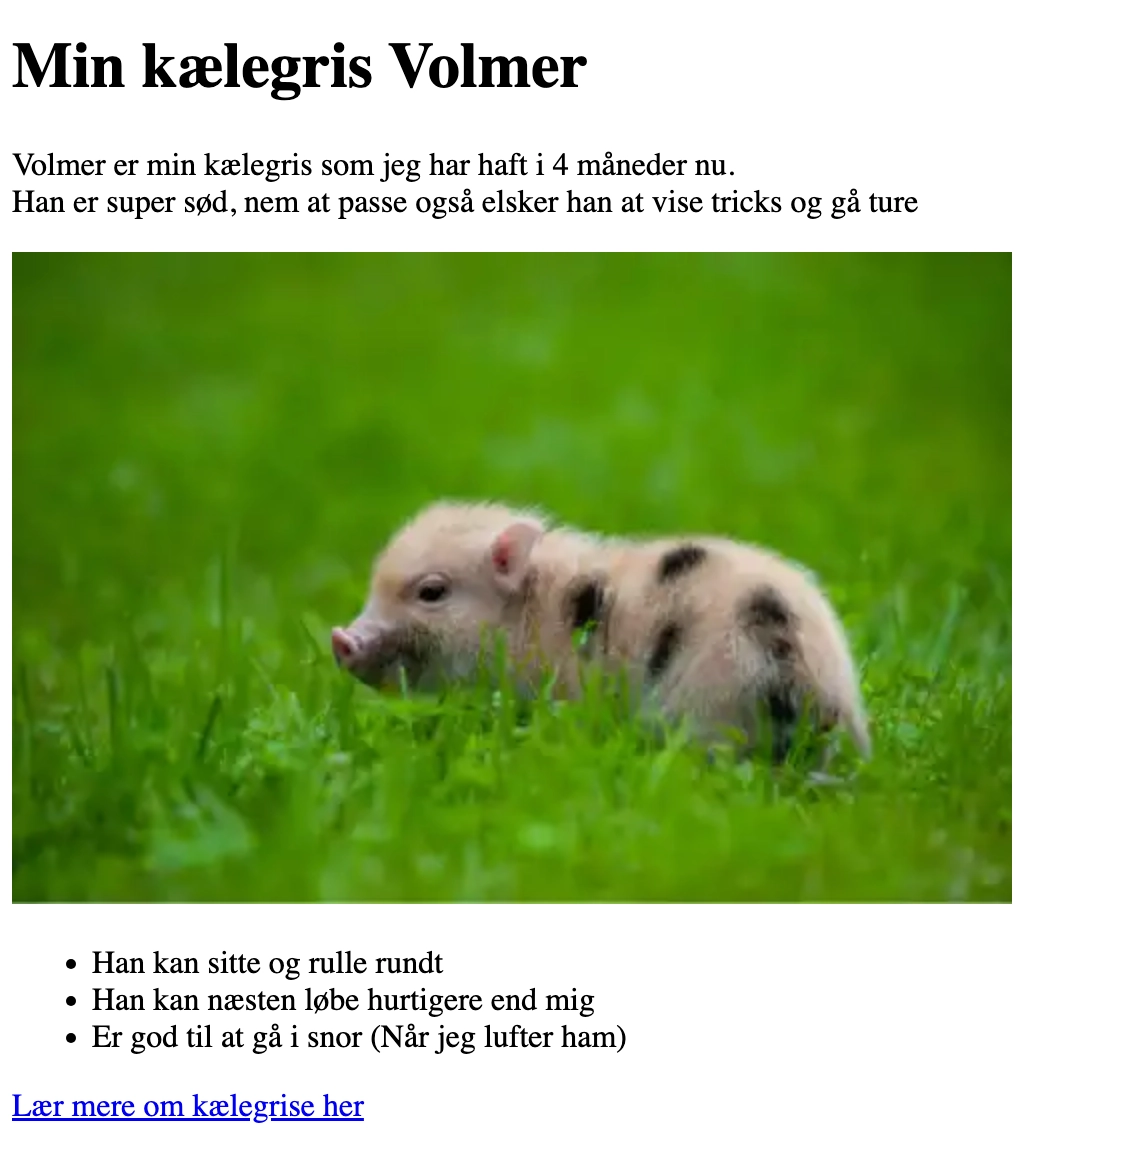 Min kælegris Volmer
Volmer er min kælegris som jeg har haft i 4 måneder nu.
Han er super sød, nem at passe også elsker han at vise tricks og gå ture
• Han kan sitte og rulle rundt
• Han kan næsten løbe hurtigere end mig
• Er god til at gå i snor (Når jeg lufter ham)
Lær mere om kælegrise her